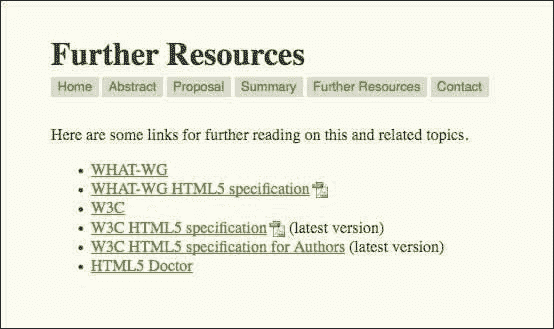 Further Resources
Home Abstract Proposal Summary Further Resources Contact
Here are some links for further reading on this and related topics.
• WHAT-WG
• WHAT-WG HTML5 specification
• W3C
• W3C HTML5 specification (latest version)
• W3C HTML5 specification for Authors (latest version)
• HTML5 Doctor